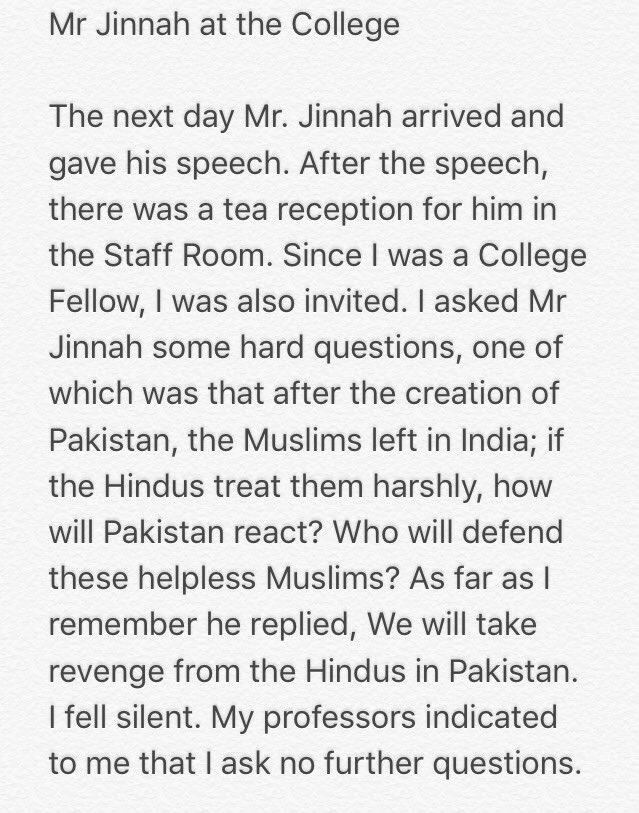 Mr Jinnah at the College
The next day Mr. Jinnah arrived and
gave his speech. After the speech,
there was a tea reception for him in
the Staff Room. Since I was a College
Fellow, I was also invited. I asked Mr
Jinnah some hard questions, one of
which was that after the creation of
Pakistan, the Muslims left in India; if
the Hindus treat them harshly, how
will Pakistan react? Who will defend
these helpless Muslims? As far as I
remember he replied, We will take
revenge from the Hindus in Pakistan.
I fell silent. My professors indicated
to me that I ask no further questions.